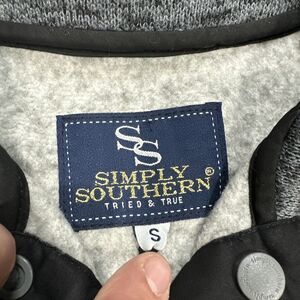 SS
SIMPLY
SOUTHERN®
TRIED & TRUE
S